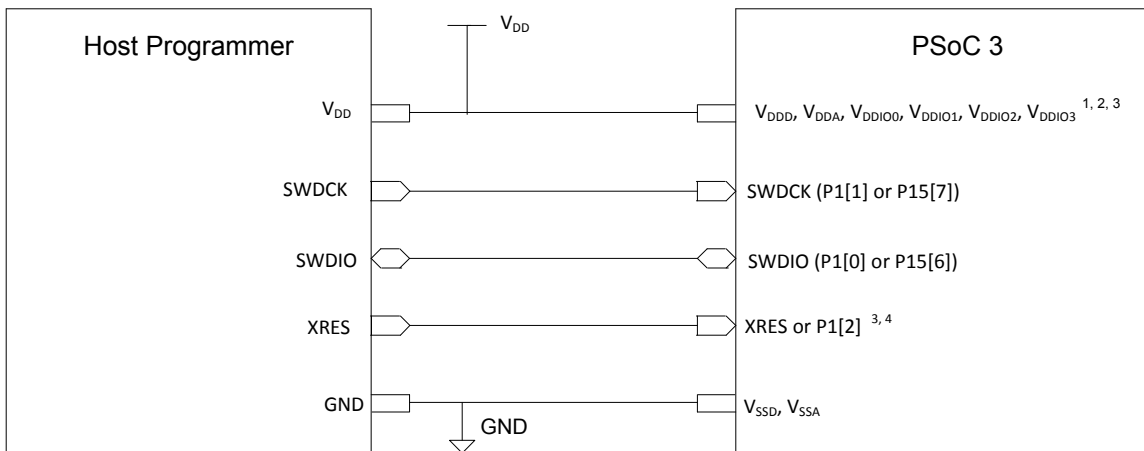 V_DD
Host Programmer
PSoC 3
V_DD
V_DDD, V_DDA, V_DDIO0, V_DDIO1, V_DDIO2, V_DDIO3 1, 2, 3
SWDCK
SWDCK (P1[1] or P15[7])
SWDIO
SWDIO (P1[0] or P15[6])
XRES
XRES or P1[2] 3, 4
GND
V_SSD, V_SSA
GND